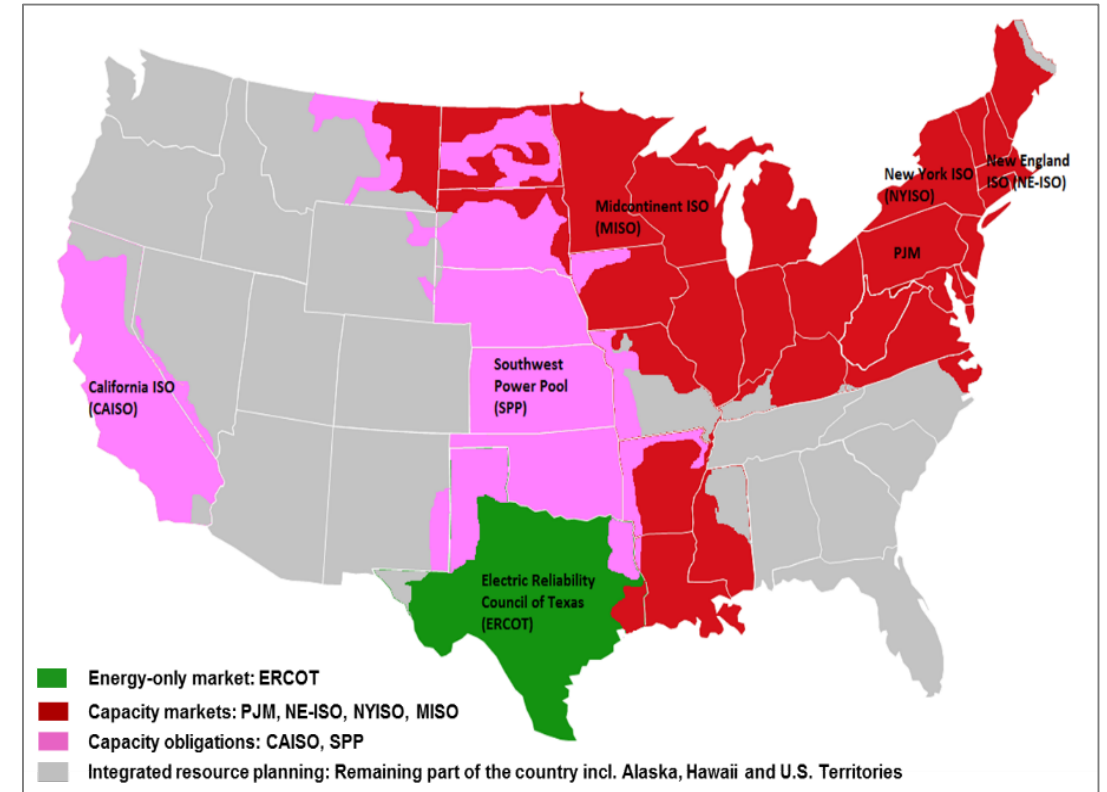 New England
ISO (NE-ISO)
New York ISO
(NYISO)
Midcontinent ISO
(MISO)
PJM
Southwest
Power Pool
(SPP)
California ISO
(CAISO)
Electric Reliability
Council of Texas
(ERCOT)
Energy-only market: ERCOT
Capacity markets: PJM, NE-ISO, NYISO, MISO
Capacity obligations: CAISO, SPP
Integrated resource planning: Remaining part of the country incl. Alaska, Hawaii and U.S. Territories